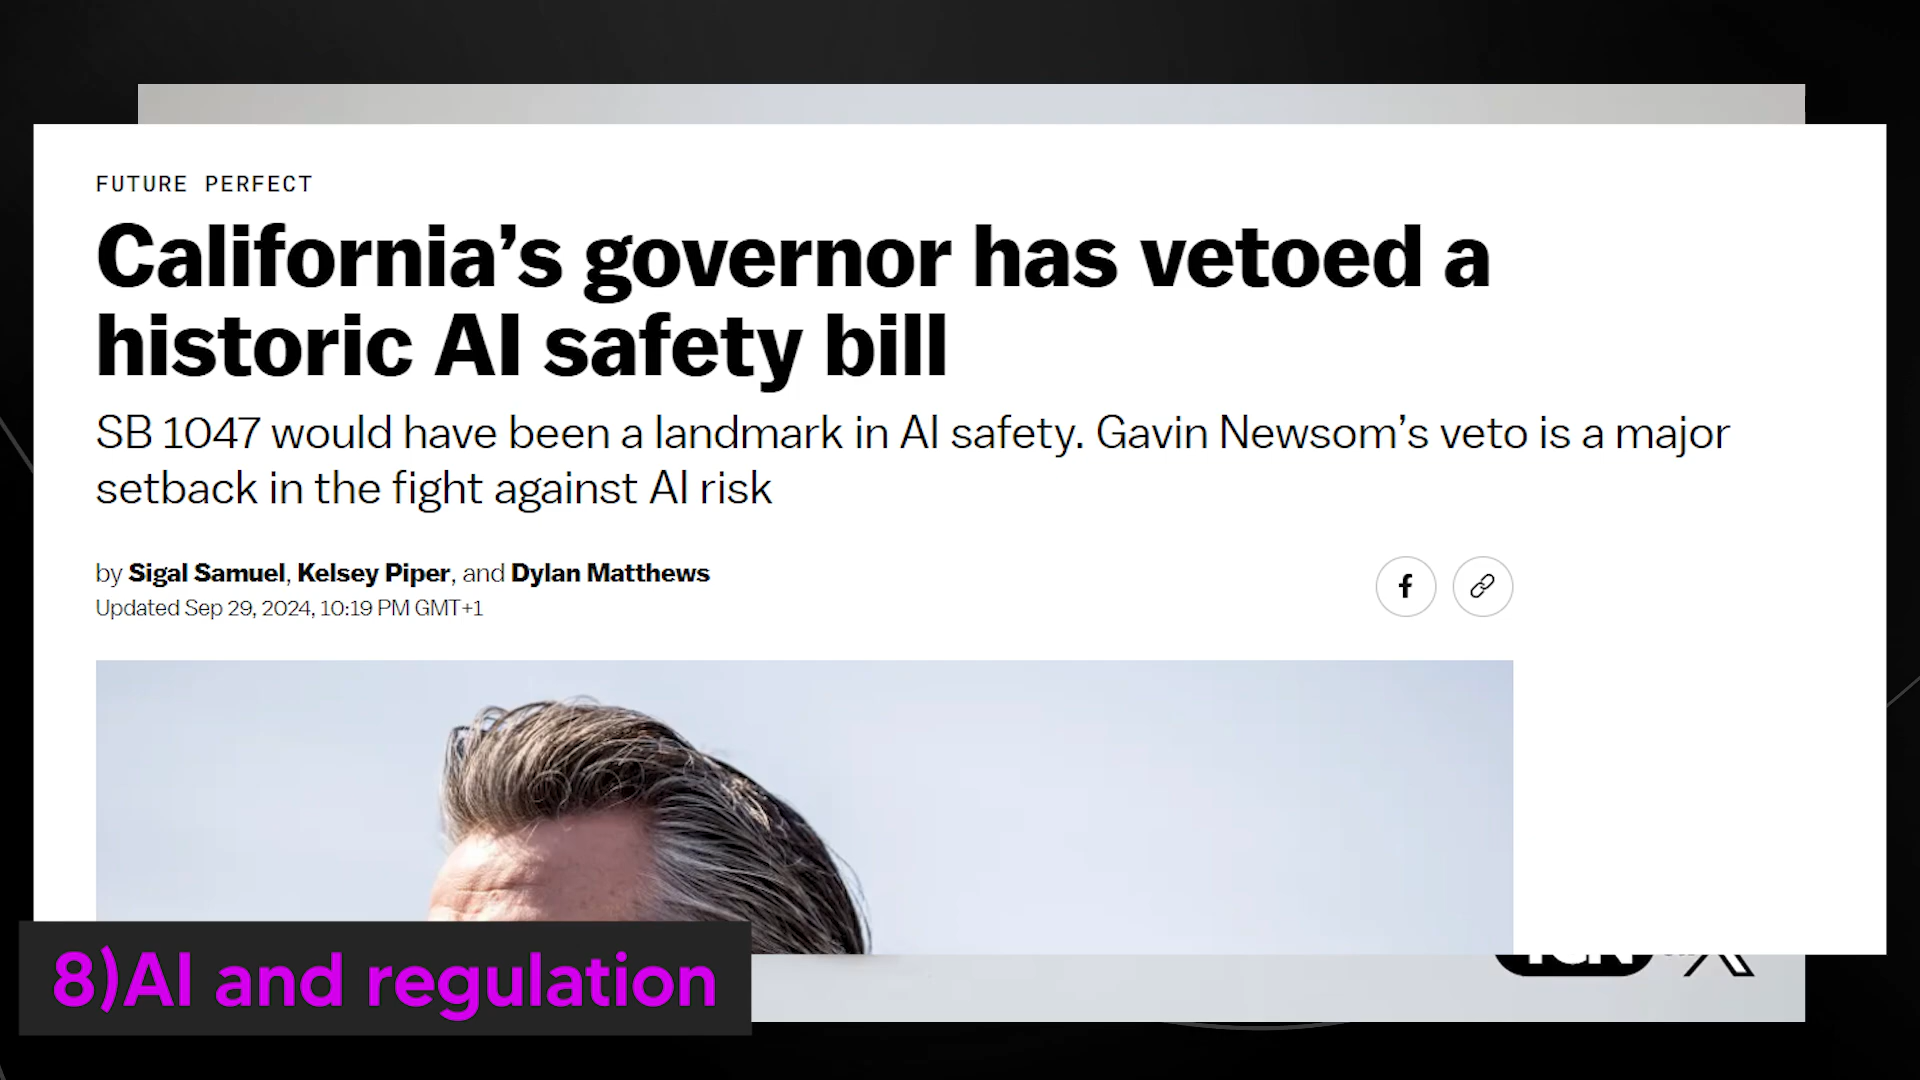 FUTURE PERFECT
California’s governor has vetoed a
historic AI safety bill
SB 1047 would have been a landmark in AI safety. Gavin Newsom’s veto is a major
setback in the fight against AI risk
by Sigal Samuel, Kelsey Piper, and Dylan Matthews
Updated Sep 29, 2024, 10:19 PM GMT+1
8)AI and regulation